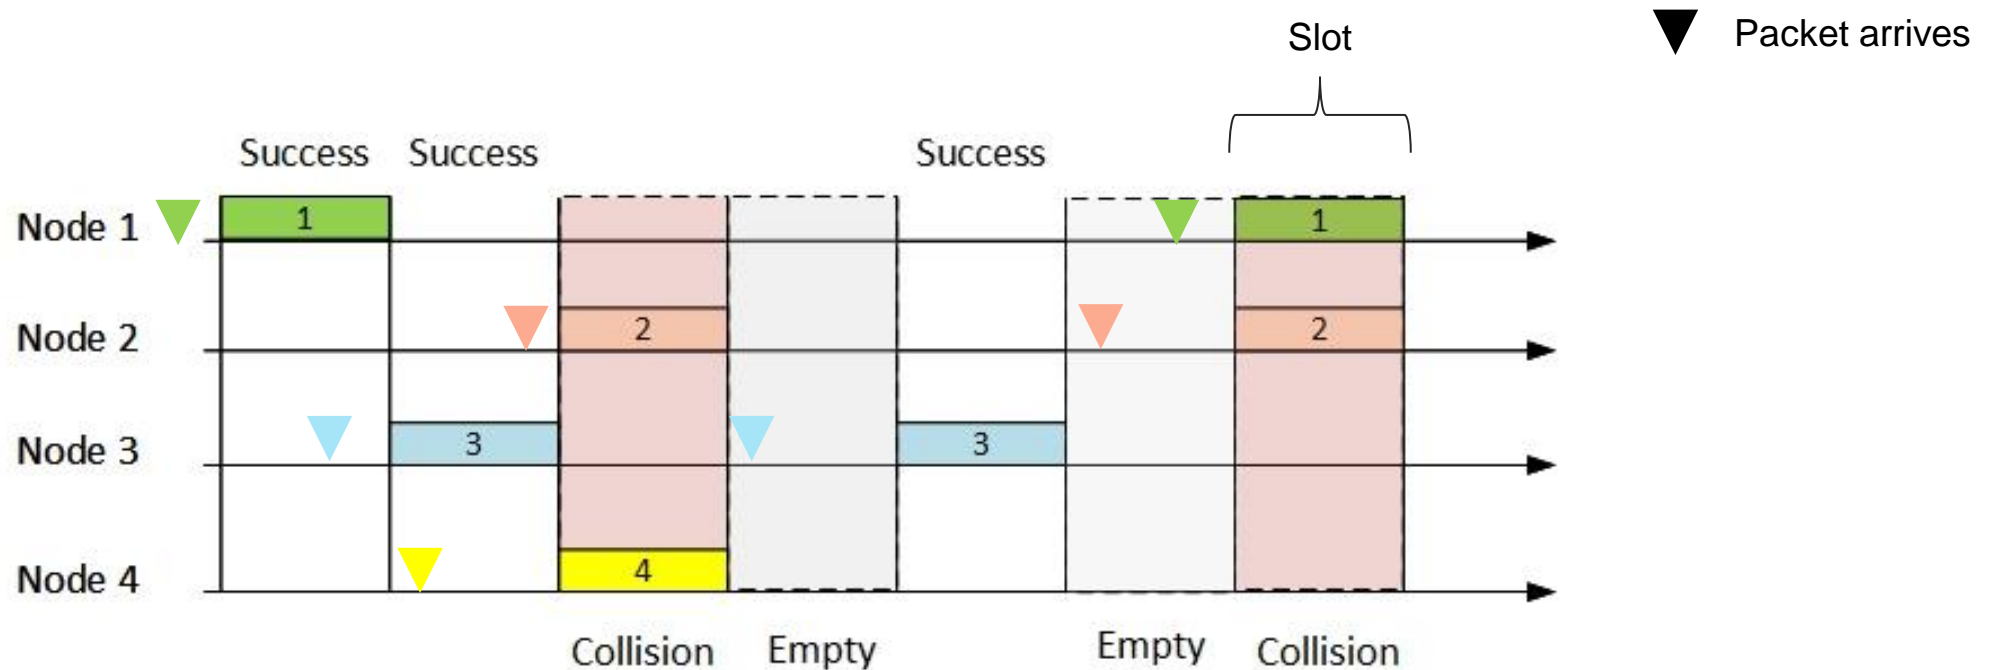 Slot
Packet arrives
Success Success Success
Node 1 1 1
Node 2 2 2
Node 3 3 3
Node 4 4
Collision Empty Empty Collision